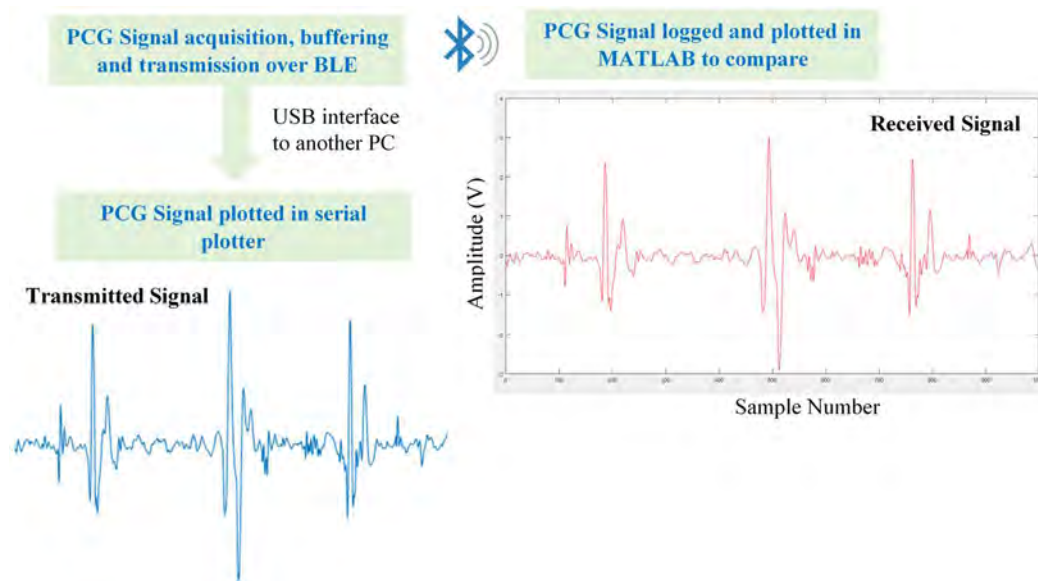 PCG Signal acquisition, buffering
and transmission over BLE
PCG Signal logged and plotted in
MATLAB to compare
USB interface
to another PC
PCG Signal plotted in serial
plotter
Transmitted Signal
Received Signal
Amplitude (V)
Sample Number